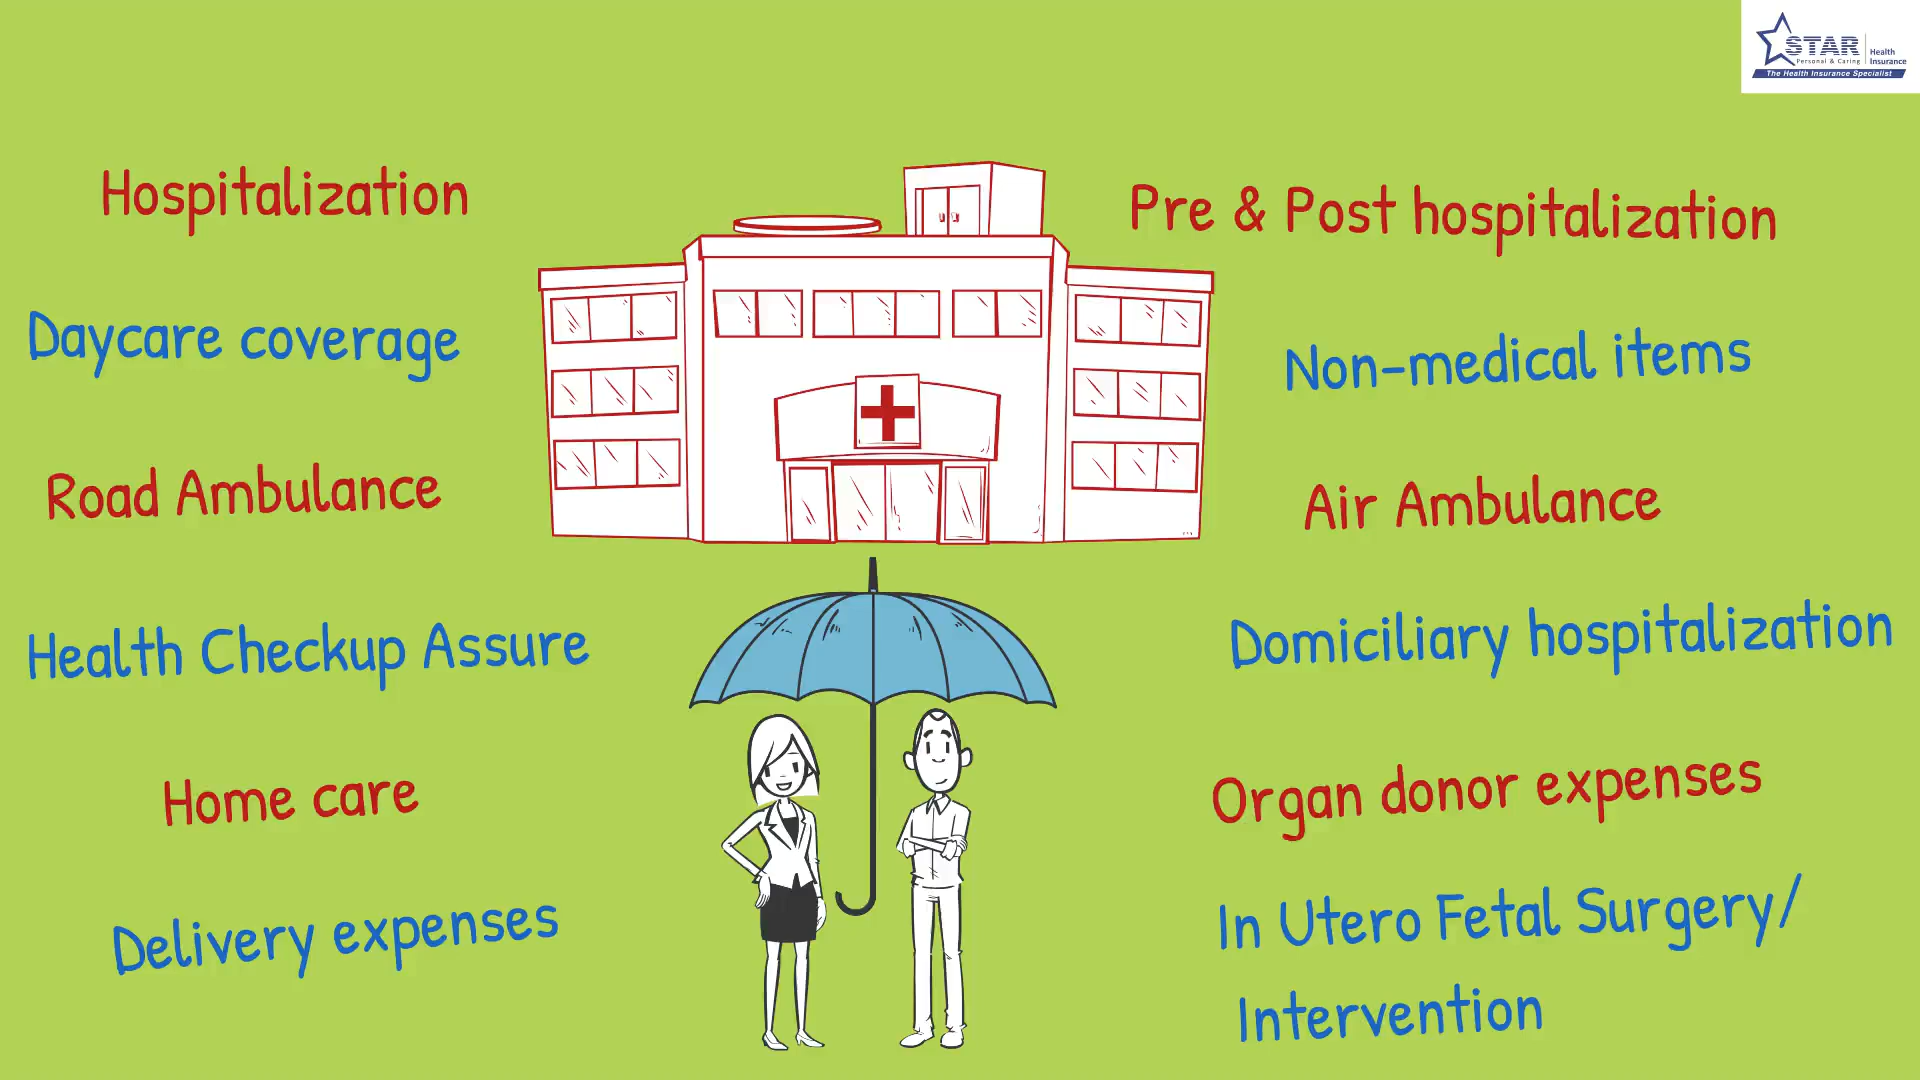 STAR
Health
Insurance
Personal & Caring
The Health Insurance Specialist
Hospitalization
Pre & Post hospitalization
Daycare coverage
Non-medical items
Road Ambulance
Air Ambulance
Health Checkup Assure
Domiciliary hospitalization
Home care
Organ donor expenses
Delivery expenses
In Utero Fetal Surgery/
Intervention